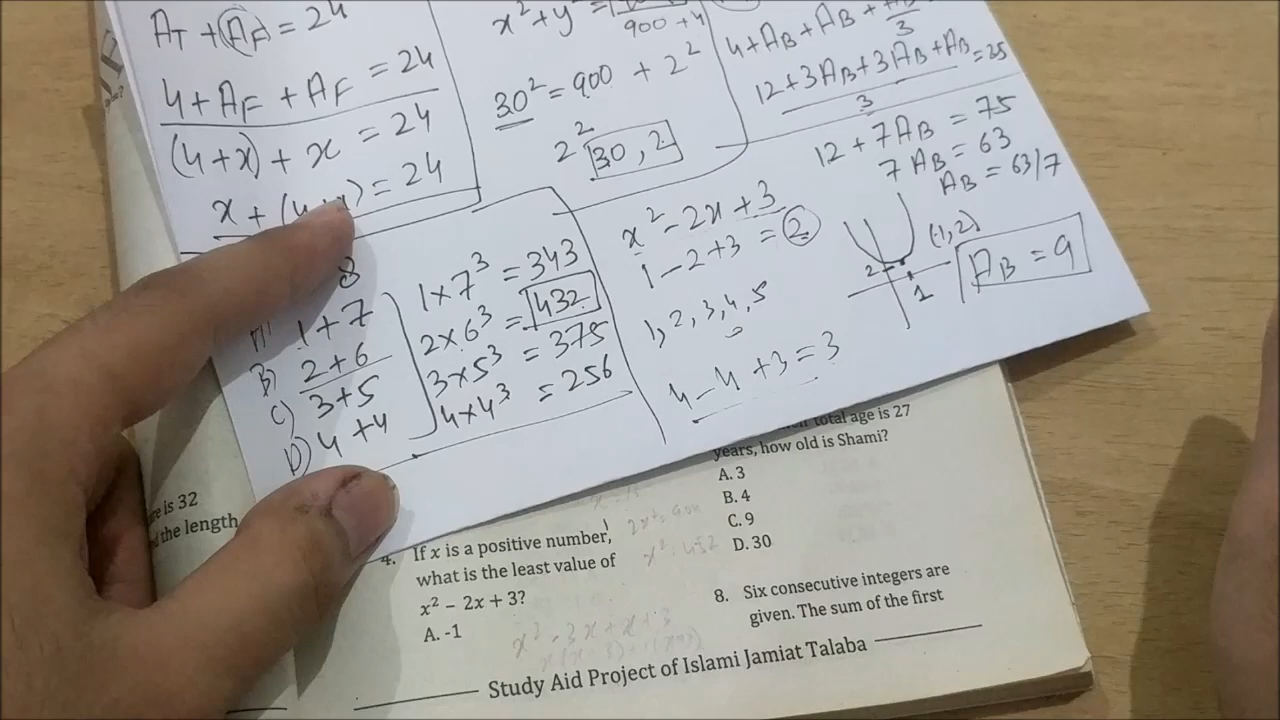 A_T + A_F = 24
4 + A_F + A_F = 24
(4+x) + x = 24
= 24
x² + y² =
900 + 4
30² = 900 + 2²
2²
30, 2
4 + A_B + A_B +
3
12 + 3A_B + 3A_B + A_B = 25
3
12 + 7A_B = 75
7 A_B = 63
A_B = 63/7
A_B = 9
8
1 + 7
B) 2 + 6
C) 3 + 5
D) 4 + 4
1 × 7³ = 343
2 × 6³ = 432
3 × 5³ = 375
4 × 4³ = 256
x² - 2x + 3
1 - 2 + 3 = 2
1, 2, 3, 4, 5
4 - 4 + 3 = 3
(1, 2)
2
1
is 32
the length
4. If x is a positive number,
what is the least value of
x² − 2x + 3?
A. -1
total age is 27
years, how old is Shami?
A. 3
B. 4
C. 9
D. 30
8. Six consecutive integers are
given. The sum of the first
Study Aid Project of Islami Jamiat Talaba